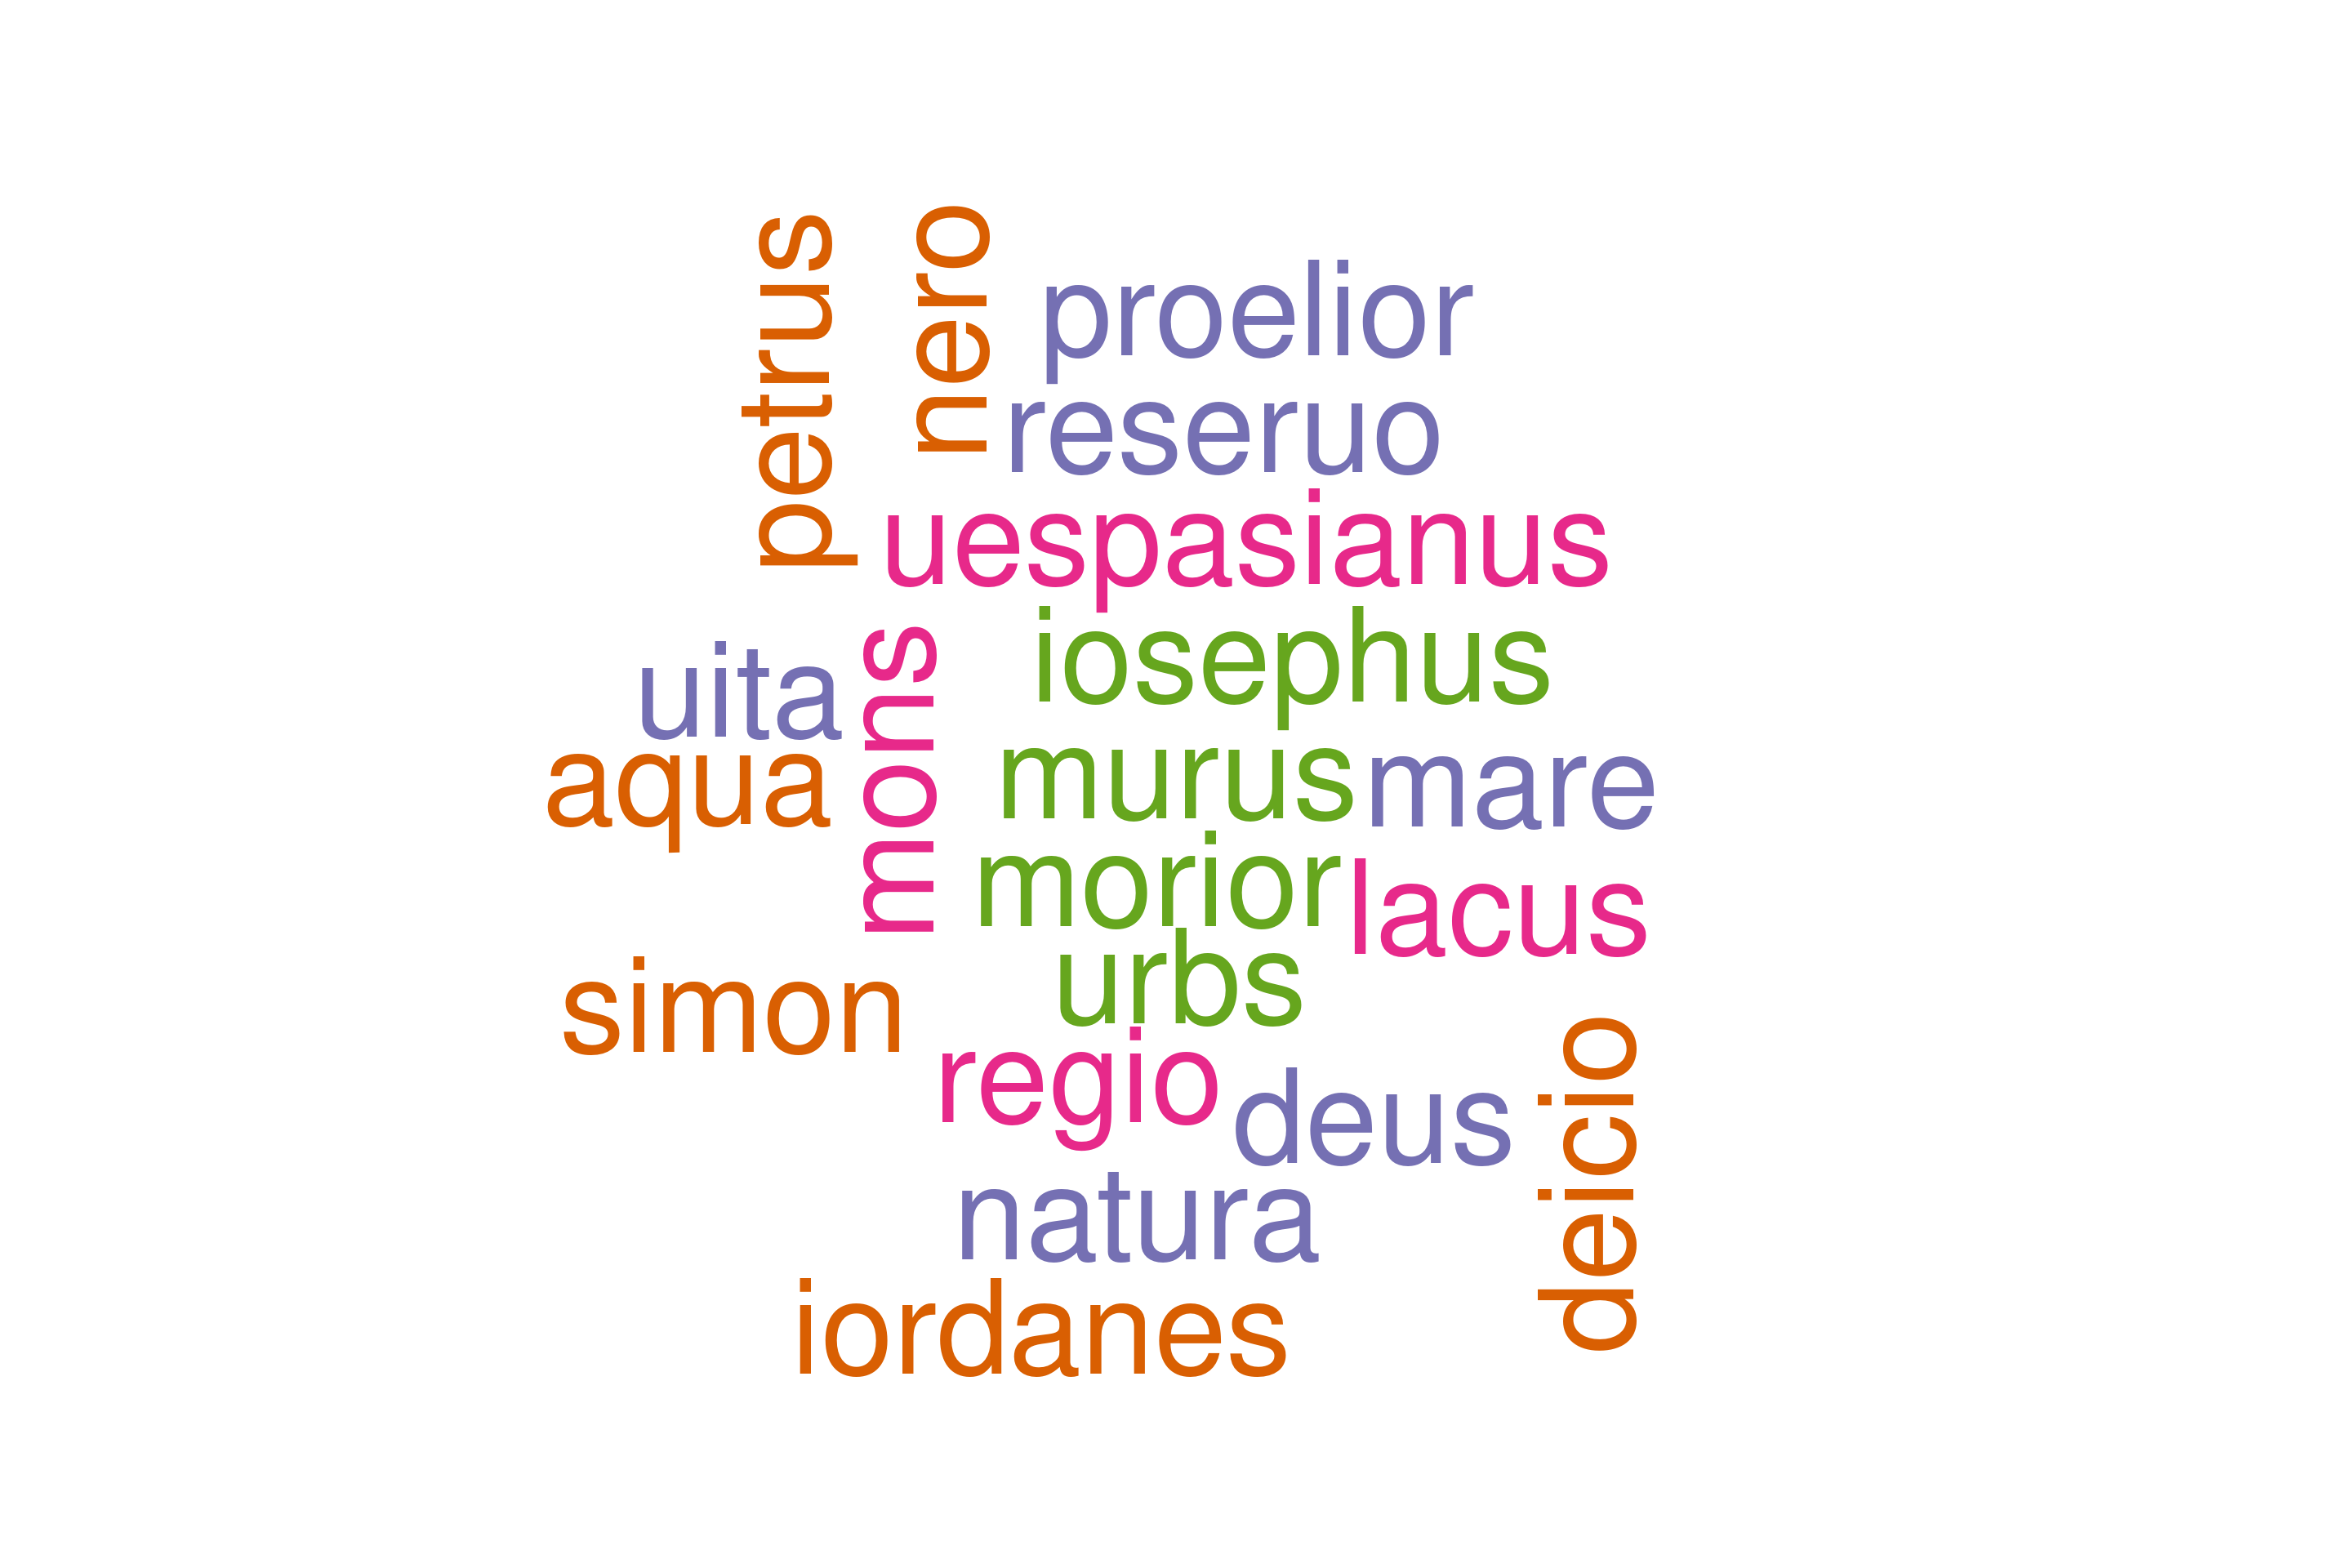 petrus
nero
proelior
reseruo
uespasianus
iosephus
uita
mons
aqua
murus
mare
morior
lacus
urbs
simon
regio
deus
deicio
natura
iordanes